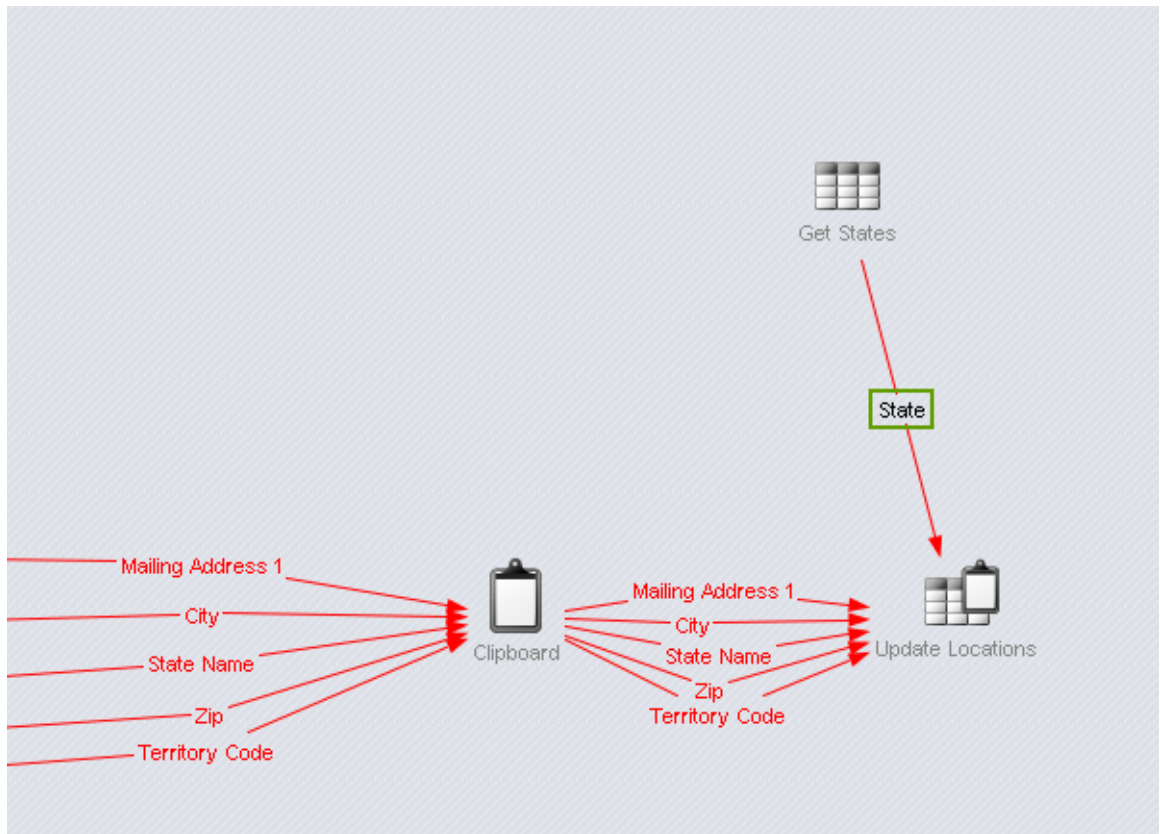 Get States
State
Mailing Address 1
City
State Name
Zip
Territory Code
Clipboard
Mailing Address 1
City
State Name
Zip
Territory Code
Update Locations